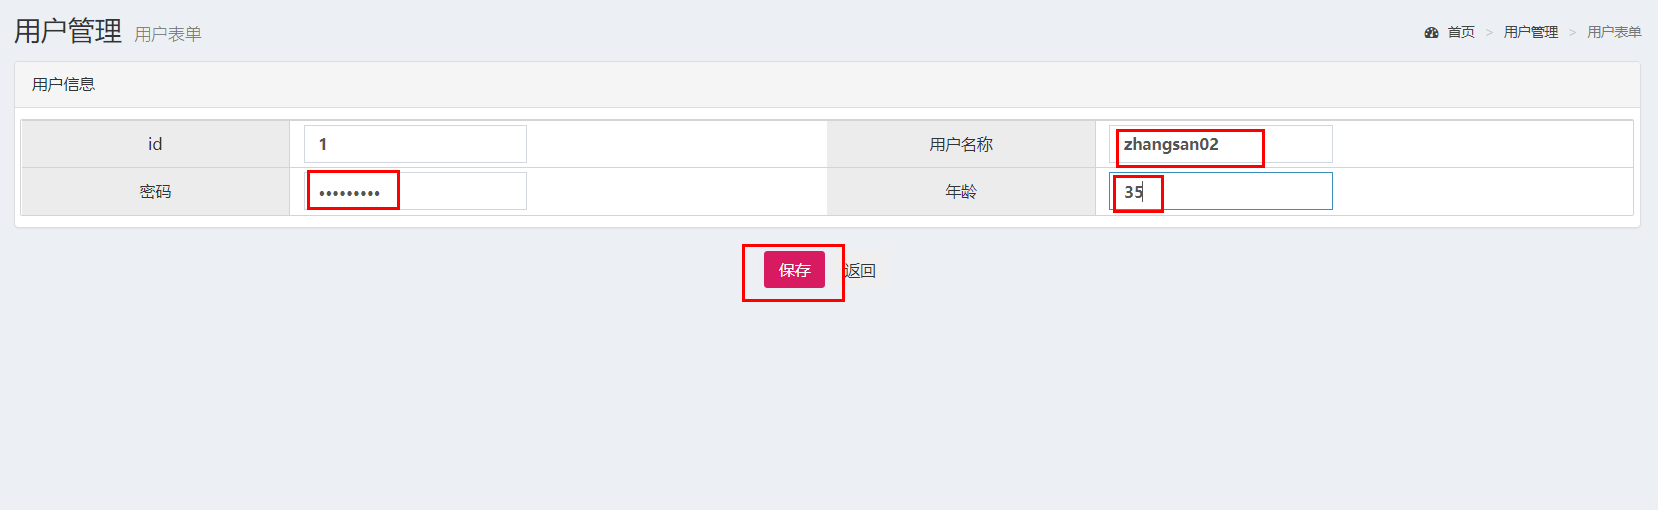 用户管理 用户表单
首页 > 用户管理 > 用户表单
用户信息
id 1 用户名称 zhangsan02
密码 ••••••••• 年龄 35
保存 返回